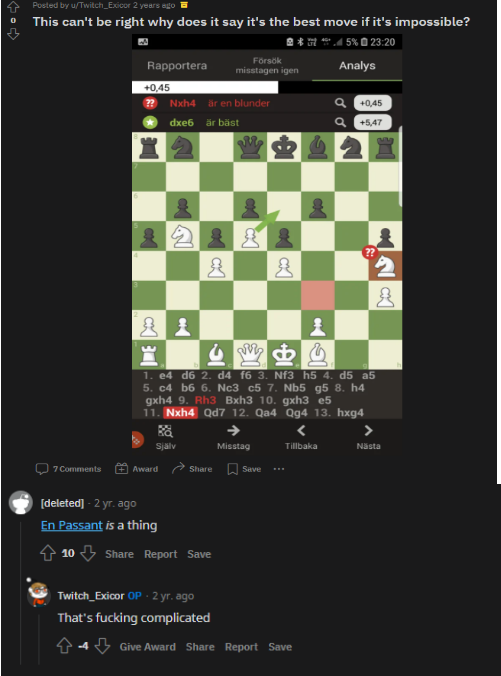 Posted by u/Twitch_Exicor 2 years ago
0
This can't be right why does it say it's the best move if it's impossible?
5% 23:20
Rapportera
Försök
misstagen igen
Analys
+0,45
?? Nxh4 är en blunder +0,45
dxe6 är bäst +5,47
8
7
6
5
4
3
2
1
??
1. e4 d6 2. d4 f6 3. Nf3 h5 4. d5 a5
5. c4 b6 6. Nc3 c5 7. Nb5 g5 8. h4
gxh4 9. Rh3 Bxh3 10. gxh3 e5
11. Nxh4 Qd7 12. Qa4 Qg4 13. hxg4
Själv
Misstag
Tillbaka
Nästa
7 Comments Award Share Save ...
[deleted] · 2 yr. ago
En Passant is a thing
10 Share Report Save
Twitch_Exicor OP · 2 yr. ago
That's fucking complicated
-4 Give Award Share Report Save